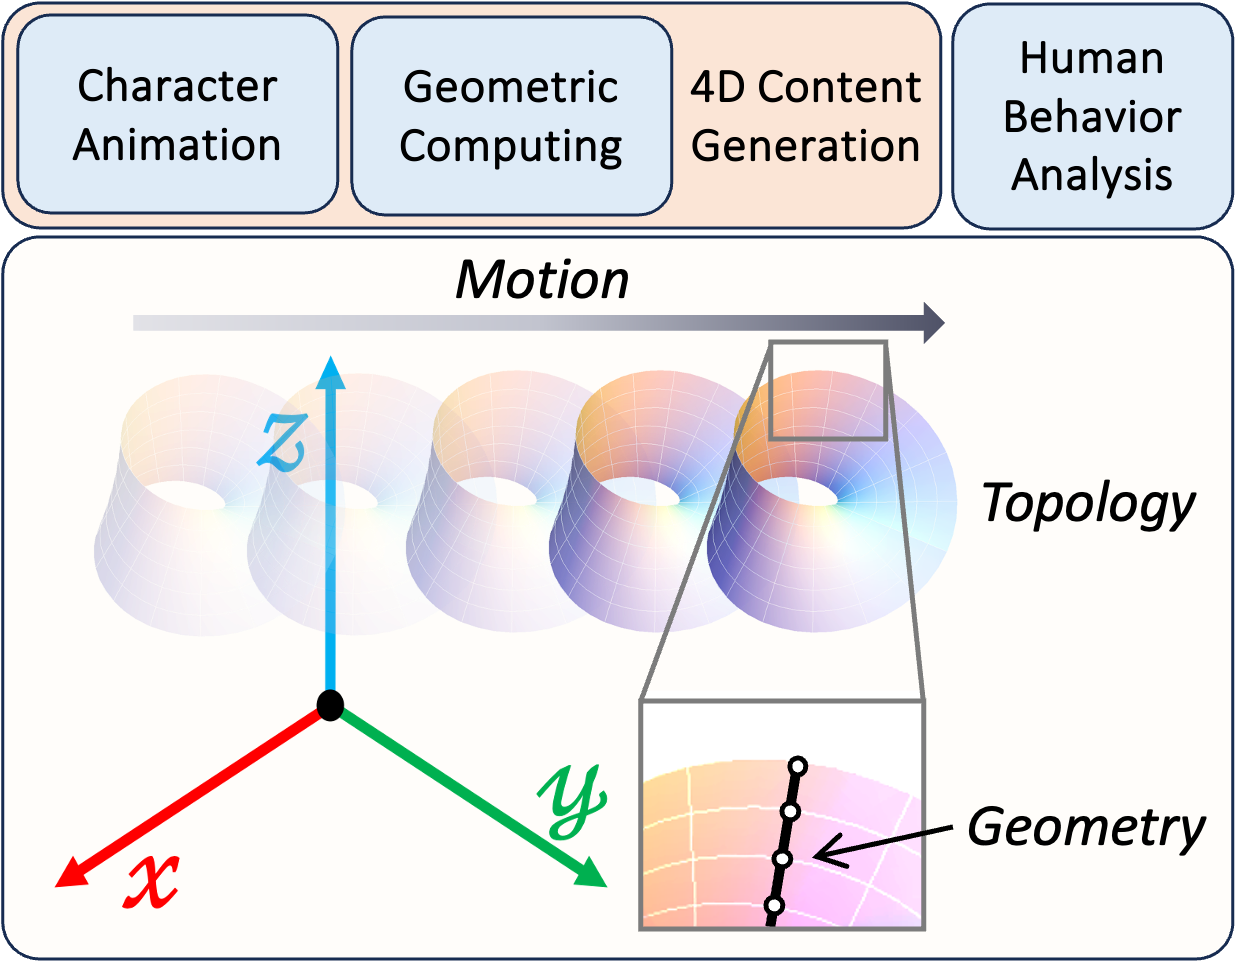 Character
Animation
Geometric
Computing
4D Content
Generation
Human
Behavior
Analysis
Motion
z
Topology
y
x
Geometry